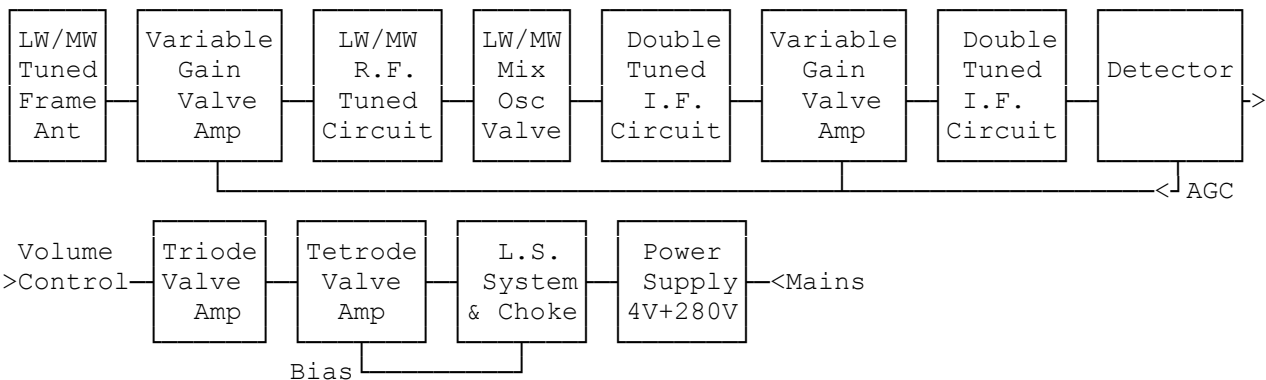 LW/MW Variable LW/MW LW/MW Double Variable Double
Tuned Gain R.F. Mix Tuned Gain Tuned Detector
Frame Valve Tuned Osc I.F. Valve I.F. ->
Ant Amp Circuit Valve Circuit Amp Circuit
< AGC
Volume Triode Tetrode L.S. Power
>Control Valve Valve System Supply <Mains
Amp Amp & Choke 4V+280V
Bias